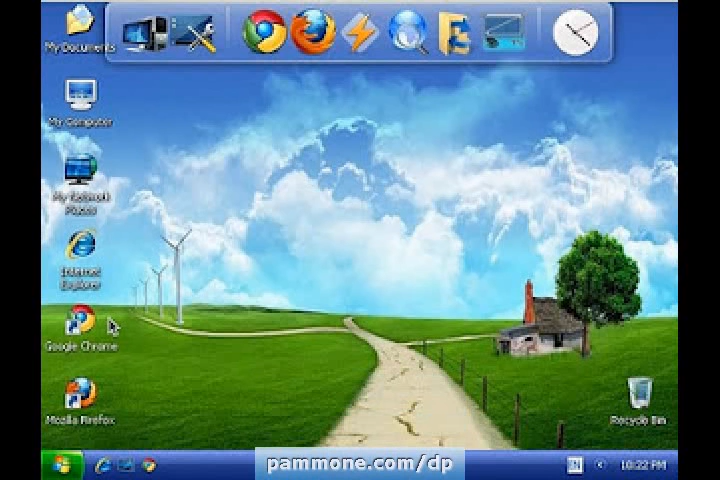 My Documents
My Computer
My Network
Places
Internet
Explorer
Google Chrome
Mozilla Firefox
Recycle Bin
EN
10:22 PM
pammone.com/dp